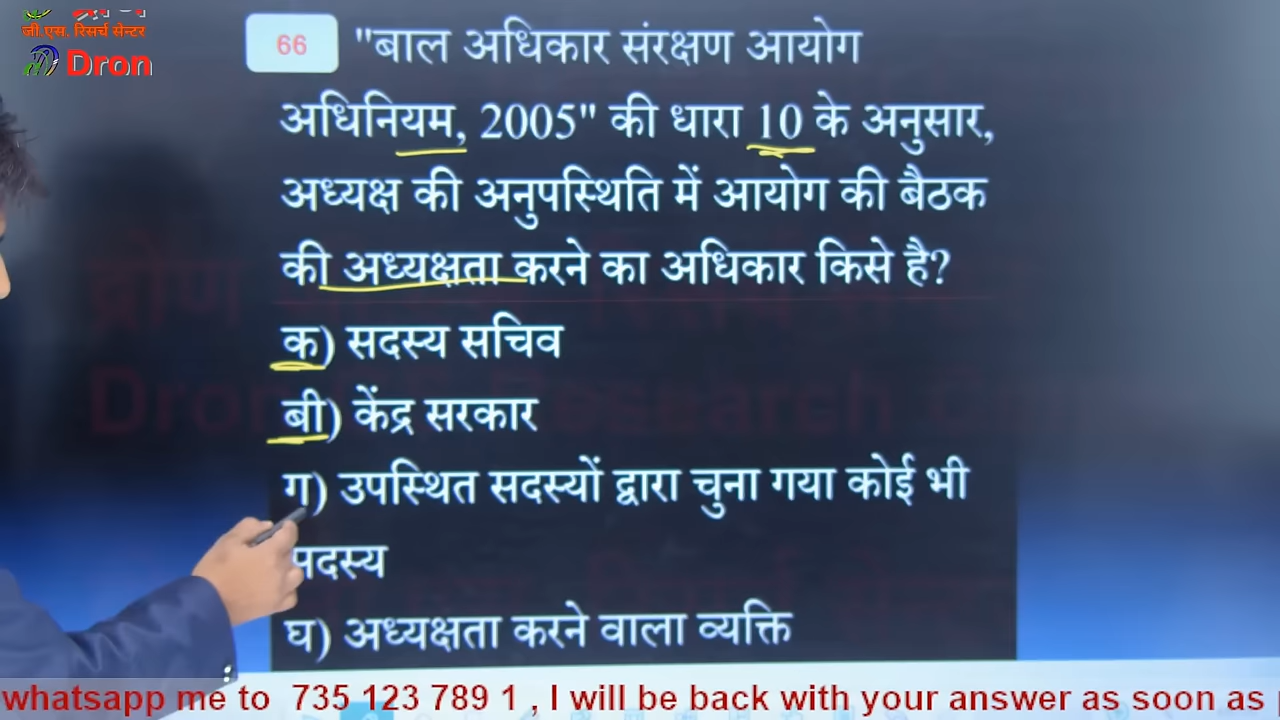 जी.एस. रिसर्च सेन्टर
Dron
66 "बाल अधिकार संरक्षण आयोग
अधिनियम, 2005" की धारा 10 के अनुसार,
अध्यक्ष की अनुपस्थिति में आयोग की बैठक
की अध्यक्षता करने का अधिकार किसे है?
क) सदस्य सचिव
बी) केंद्र सरकार
ग) उपस्थित सदस्यों द्वारा चुना गया कोई भी
सदस्य
घ) अध्यक्षता करने वाला व्यक्ति
whatsapp me to 735 123 789 1 , I will be back with your answer as soon as